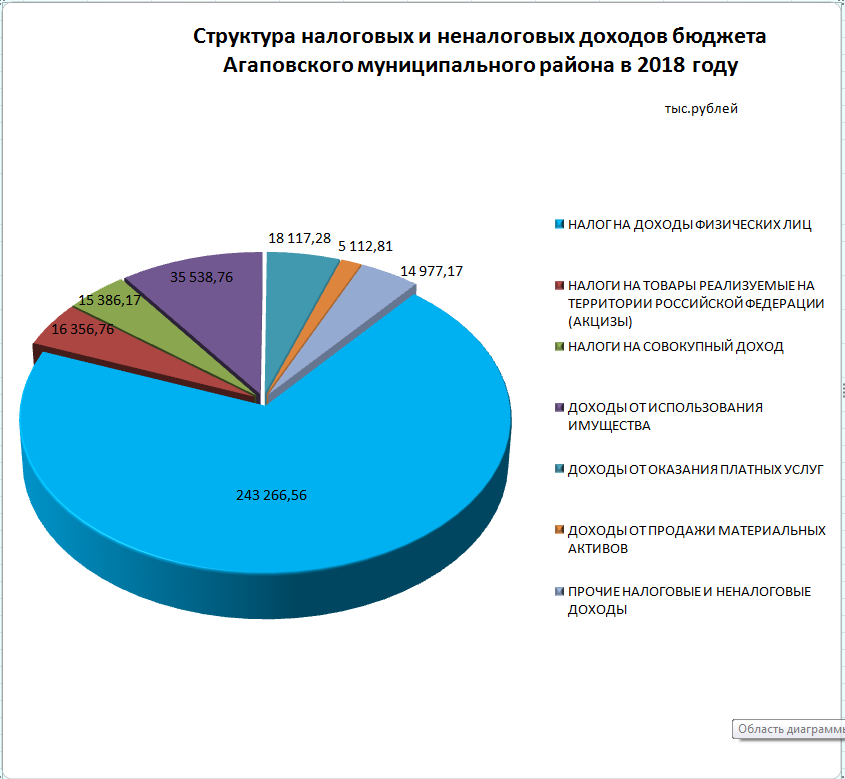 Структура налоговых и неналоговых доходов бюджета
Агаповского муниципального района в 2018 году
тыс.рублей
18 117,28
5 112,81
14 977,17
35 538,76
15 386,17
16 356,76
243 266,56
НАЛОГ НА ДОХОДЫ ФИЗИЧЕСКИХ ЛИЦ
НАЛОГИ НА ТОВАРЫ РЕАЛИЗУЕМЫЕ НА
ТЕРРИТОРИИ РОССИЙСКОЙ ФЕДЕРАЦИИ
(АКЦИЗЫ)
НАЛОГИ НА СОВОКУПНЫЙ ДОХОД
ДОХОДЫ ОТ ИСПОЛЬЗОВАНИЯ
ИМУЩЕСТВА
ДОХОДЫ ОТ ОКАЗАНИЯ ПЛАТНЫХ УСЛУГ
ДОХОДЫ ОТ ПРОДАЖИ МАТЕРИАЛЬНЫХ
АКТИВОВ
ПРОЧИЕ НАЛОГОВЫЕ И НЕНАЛОГОВЫЕ
ДОХОДЫ
Область диаграммы